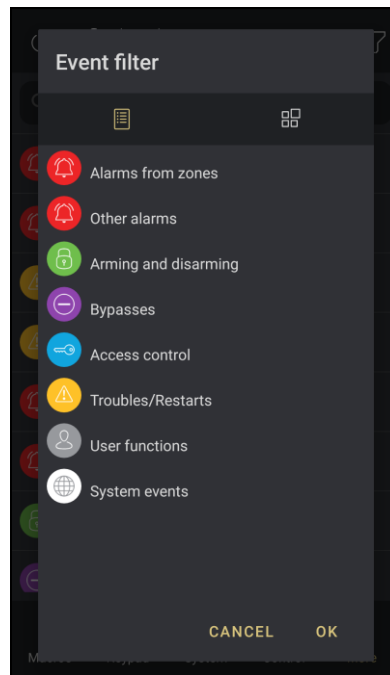 Event filter
Alarms from zones
Other alarms
Arming and disarming
Bypasses
Access control
Troubles/Restarts
User functions
System events
CANCEL OK